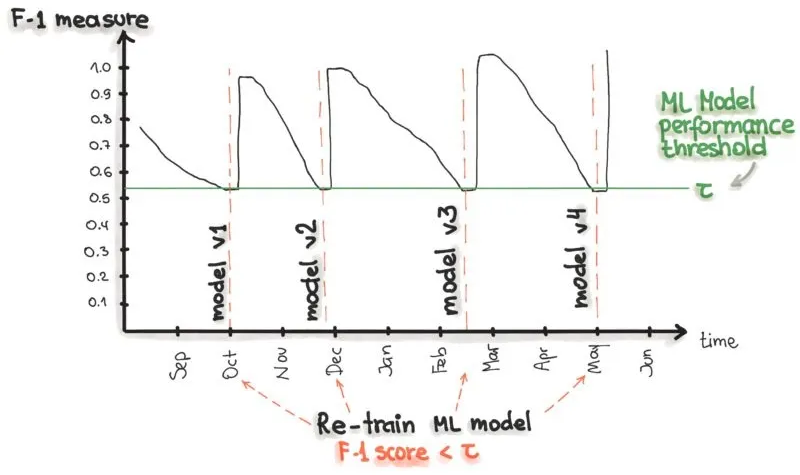 F-1 measure
1.0
0.9
0.8
0.7
0.6
0.5
0.4
0.3
0.2
0.1
ML Model
performance
threshold
τ
model v1
model v2
model v3
model v4
Sep
Oct
Nov
Dec
Jan
Feb
Mar
Apr
May
Jun
time
Re-train ML model
F-1 score < τ